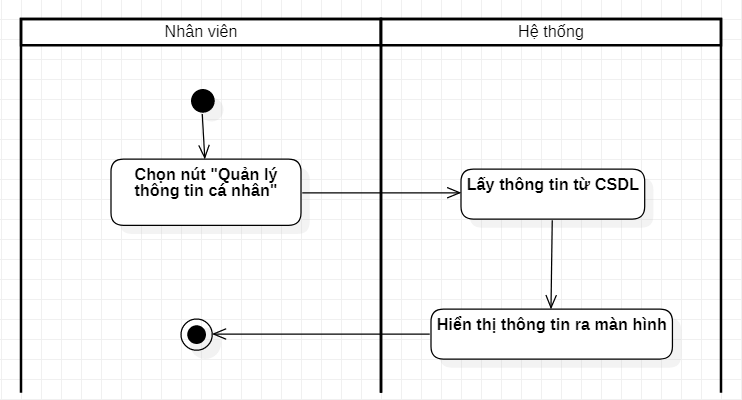 Nhân viên
Hệ thống
Chọn nút "Quản lý
thông tin cá nhân"
Lấy thông tin từ CSDL
Hiển thị thông tin ra màn hình